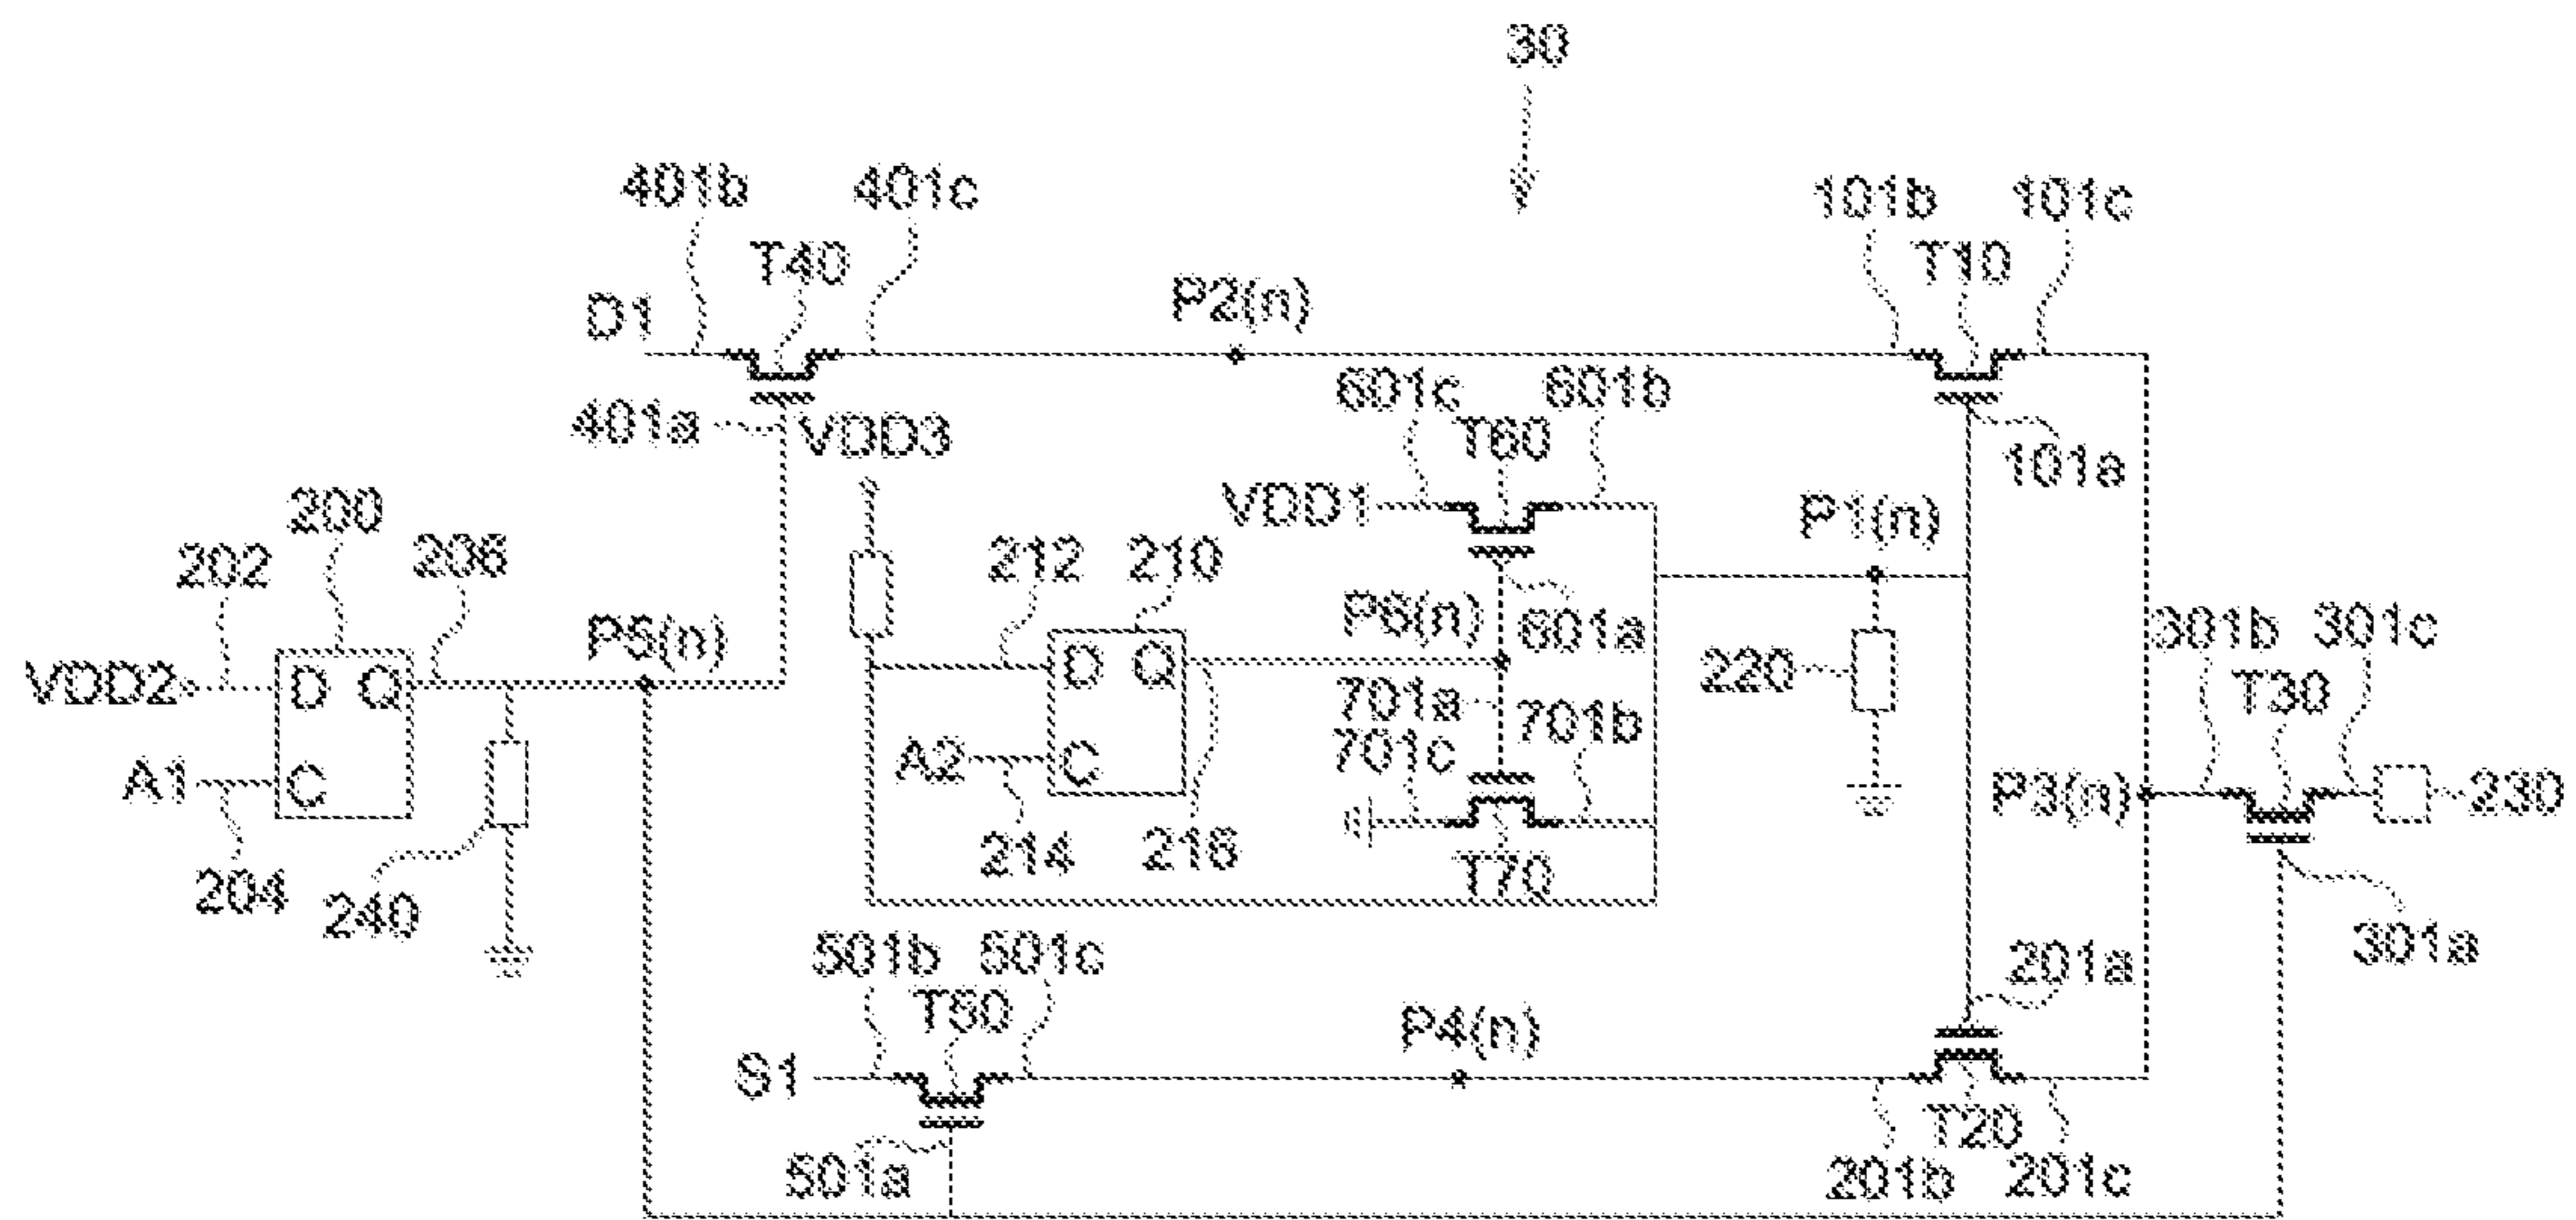 30
401b
401c
101b
101c
T40
T10
P2(n)
D1
601c
601b
401a
VDD3
T60
101a
200
VDD1
P1(n)
202
206
212
210
P5(n)
P6(n)
601a
301b
301c
VDD2
D Q
D Q
220
701a
701b
T30
A1
C
A2
C
701c
P3(n)
230
204
240
214
216
T70
301a
501b
501c
201a
T50
P4(n)
S1
T20
501a
201b
201c